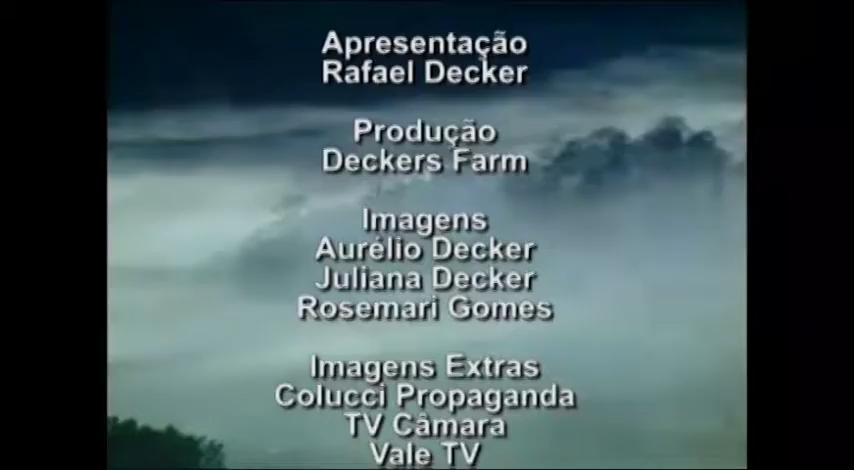 Apresentação
Rafael Decker
Produção
Deckers Farm
Imagens
Aurélio Decker
Juliana Decker
Rosemari Gomes
Imagens Extras
Colucci Propaganda
TV Câmara
Vale TV